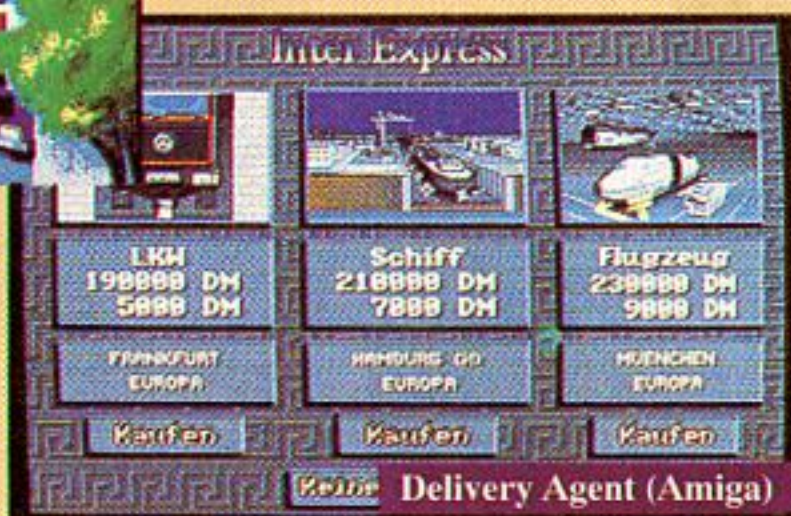 Inter Express
LKW
190000 DM
5000 DM
Schiff
210000 DM
7000 DM
Flugzeug
230000 DM
9000 DM
FRANKFURT
EUROPA
HAMBURG
EUROPA
MUENCHEN
EUROPA
Kaufen
Kaufen
Kaufen
Keine
Delivery Agent (Amiga)